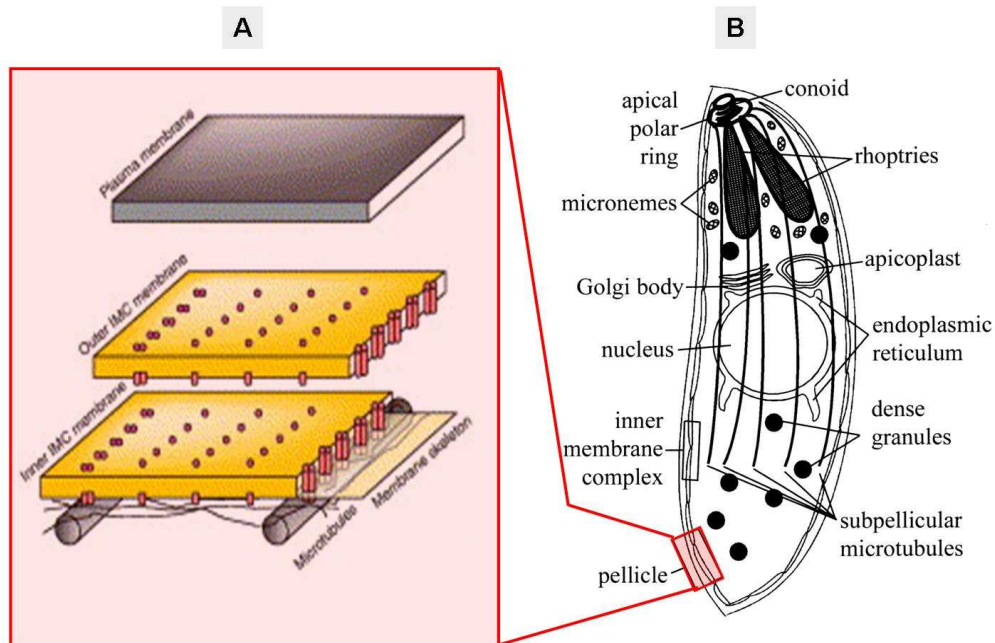 A
B
Plasma membrane
Outer IMC membrane
Inner IMC membrane
Microtubules
Membrane skeleton
conoid
apical
polar
ring
rhoptries
micronemes
apicoplast
Golgi body
endoplasmic
reticulum
nucleus
dense
granules
inner
membrane
complex
subpellicular
microtubules
pellicle